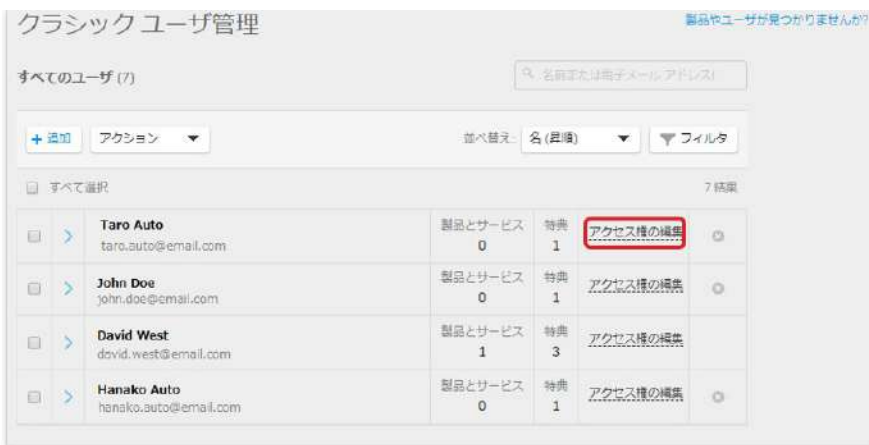 クラシック ユーザ管理
製品やユーザが見つかりませんか?
すべてのユーザ (7)
名前または電子メール アドレス
+ 追加 アクション 並べ替え: 名 (昇順) フィルタ
すべて選択 7 結果
Taro Auto 製品とサービス 特典 アクセス権の編集
taro.auto@email.com 0 1
John Doe 製品とサービス 特典 アクセス権の編集
john.doe@email.com 0 1
David West 製品とサービス 特典 アクセス権の編集
david.west@email.com 1 3
Hanako Auto 製品とサービス 特典 アクセス権の編集
hanako.auto@email.com 0 1